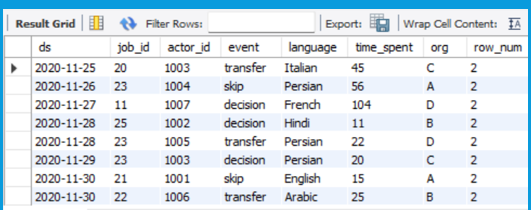 Result Grid Filter Rows: Export: Wrap Cell Content: IA
ds job_id actor_id event language time_spent org row_num
2020-11-25 20 1003 transfer Italian 45 C 2
2020-11-26 23 1004 skip Persian 56 A 2
2020-11-27 11 1007 decision French 104 D 2
2020-11-28 25 1002 decision Hindi 11 B 2
2020-11-28 23 1005 transfer Persian 22 D 2
2020-11-29 23 1003 decision Persian 20 C 2
2020-11-30 21 1001 skip English 15 A 2
2020-11-30 22 1006 transfer Arabic 25 B 2